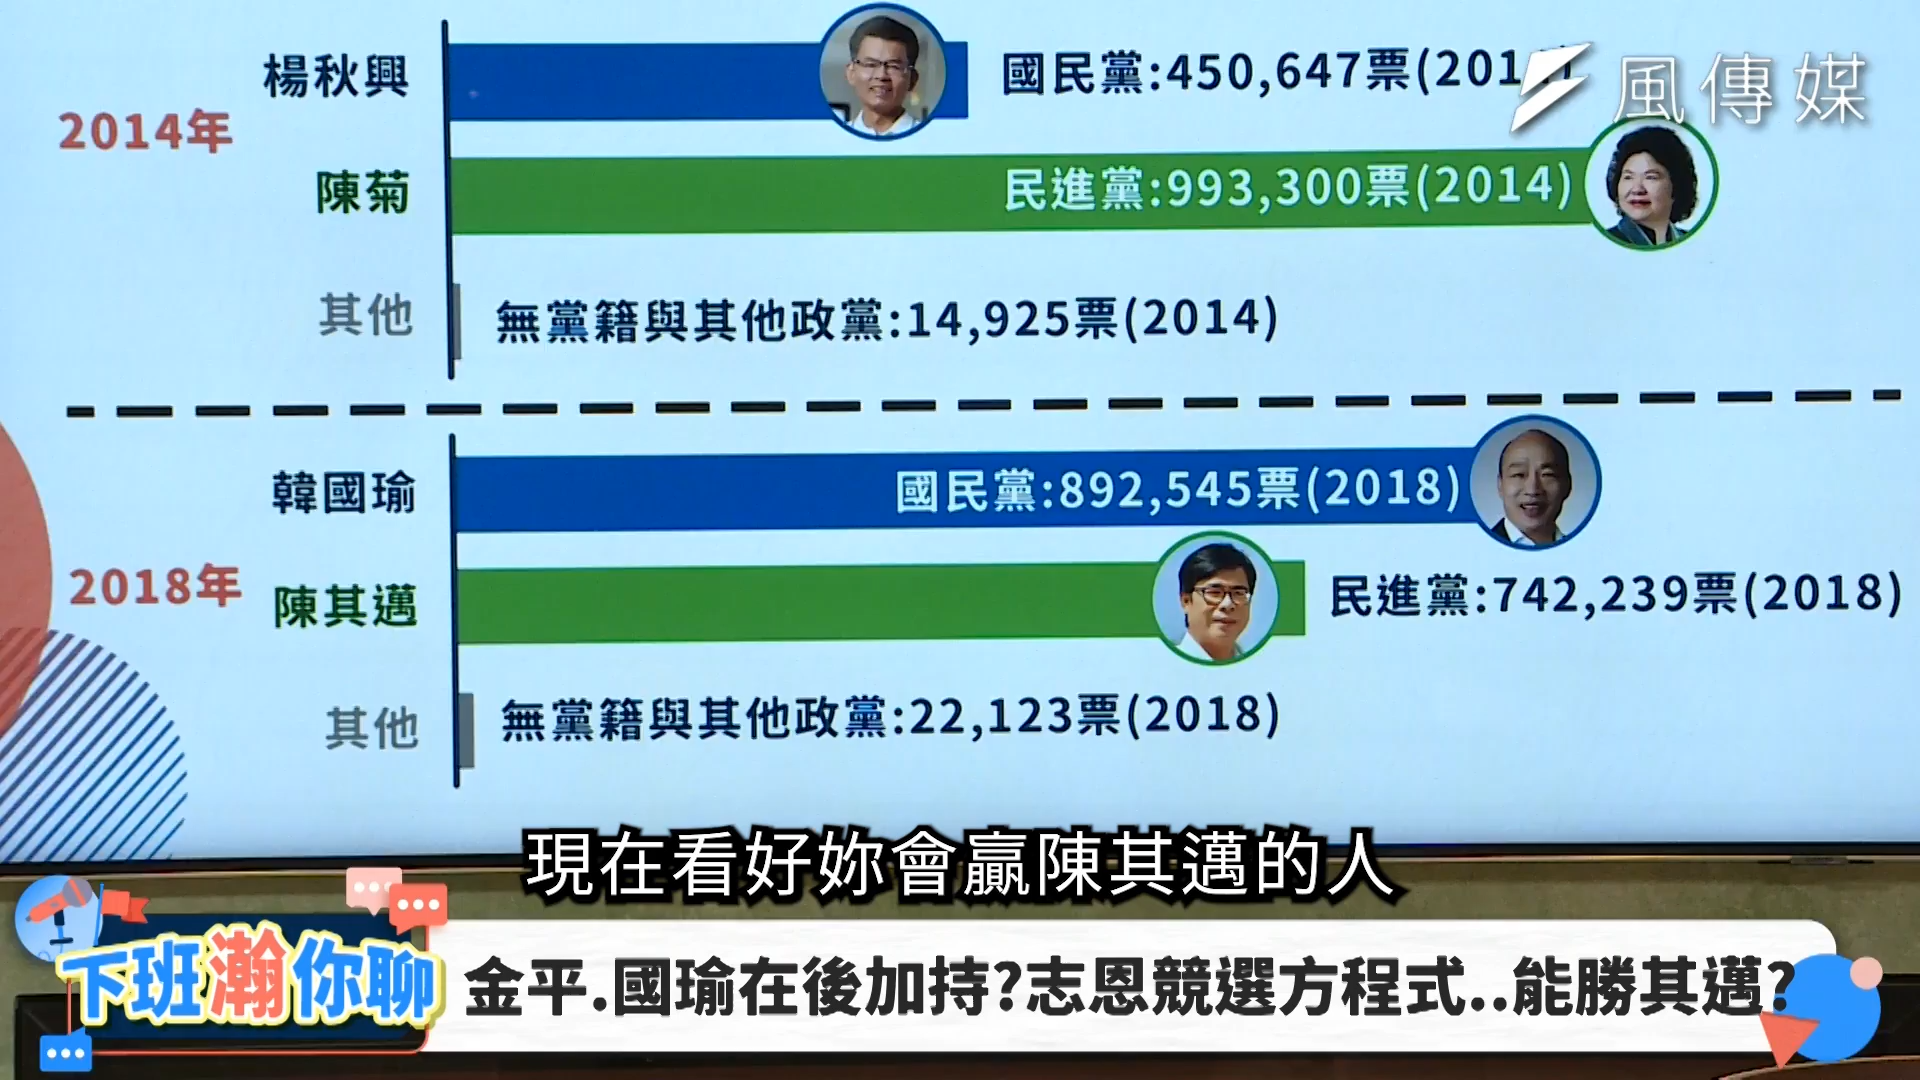 楊秋興
國民黨:450,647票(201
風傳媒
2014年
陳菊
民進黨:993,300票(2014)
其他
無黨籍與其他政黨:14,925票(2014)
韓國瑜
國民黨:892,545票(2018)
2018年
陳其邁
民進黨:742,239票(2018)
其他
無黨籍與其他政黨:22,123票(2018)
現在看好妳會贏陳其邁的人
下班瀚你聊
金平.國瑜在後加持?志恩競選方程式..能勝其邁?